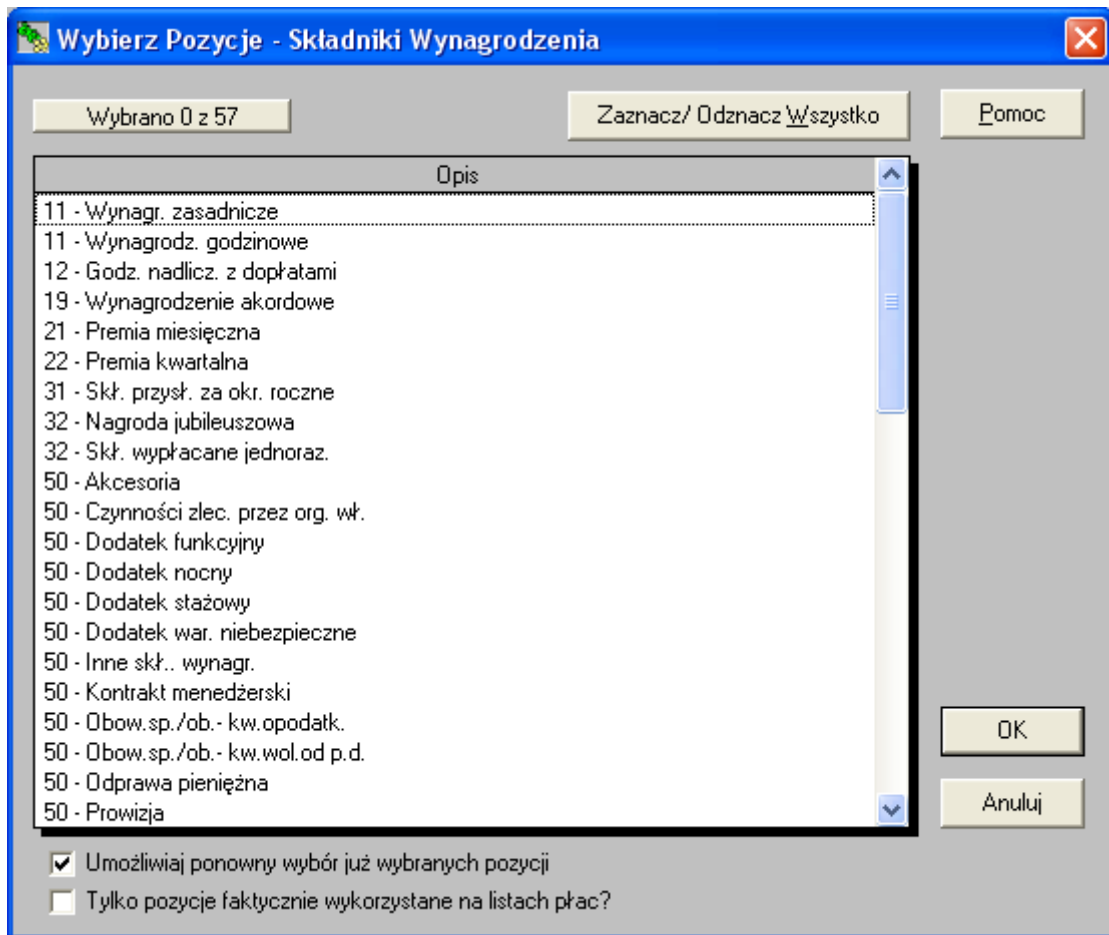 Wybierz Pozycje - Składniki Wynagrodzenia
Wybrano 0 z 57
Zaznacz/ Odznacz Wszystko
Pomoc
Opis
11 - Wynagr. zasadnicze
11 - Wynagrodz. godzinowe
12 - Godz. nadlicz. z dopłatami
19 - Wynagrodzenie akordowe
21 - Premia miesięczna
22 - Premia kwartalna
31 - Skł. przysł. za okr. roczne
32 - Nagroda jubileuszowa
32 - Skł. wypłacane jednoraz.
50 - Akcesoria
50 - Czynności zlec. przez org. wł.
50 - Dodatek funkcyjny
50 - Dodatek nocny
50 - Dodatek stażowy
50 - Dodatek war. niebezpieczne
50 - Inne skł.. wynagr.
50 - Kontrakt menedżerski
50 - Obow.sp./ob.- kw.opodatk.
50 - Obow.sp./ob.- kw.wol.od p.d.
50 - Odprawa pieniężna
50 - Prowizja
OK
Anuluj
Umożliwiaj ponowny wybór już wybranych pozycji
Tylko pozycje faktycznie wykorzystane na listach płac?